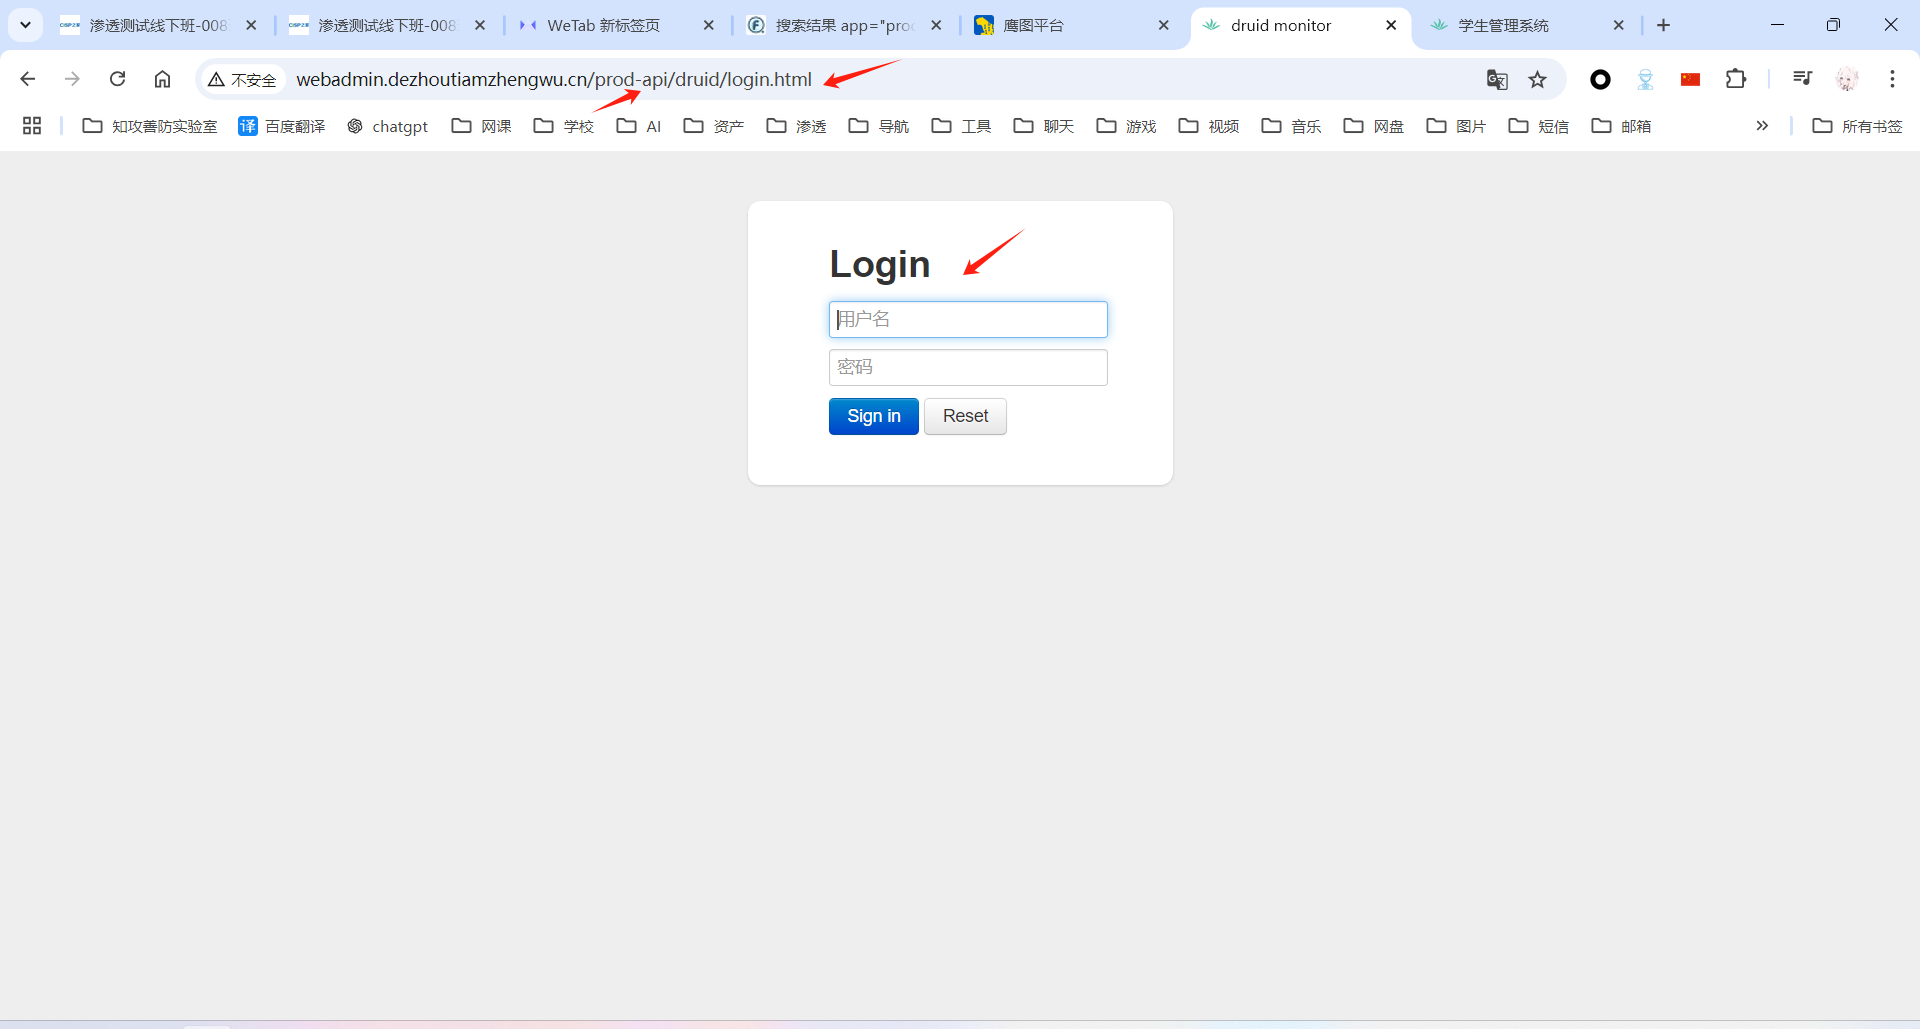 渗透测试线下班-008
渗透测试线下班-008
WeTab 新标签页
搜索结果 app="pro
鹰图平台
druid monitor
学生管理系统
不安全
webadmin.dezhoutiamzhengwu.cn/prod-api/druid/login.html
知攻善防实验室
译 百度翻译
chatgpt
网课
学校
AI
资产
渗透
导航
工具
聊天
游戏
视频
音乐
网盘
图片
短信
邮箱
所有书签
Login
用户名
密码
Sign in
Reset